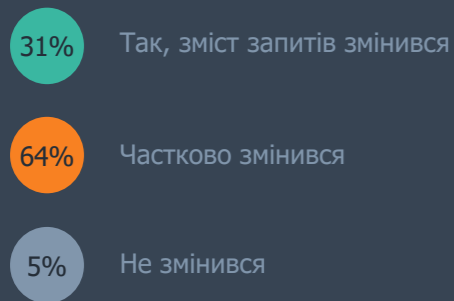 31% Так, зміст запитів змінився
64% Частково змінився
5% Не змінився